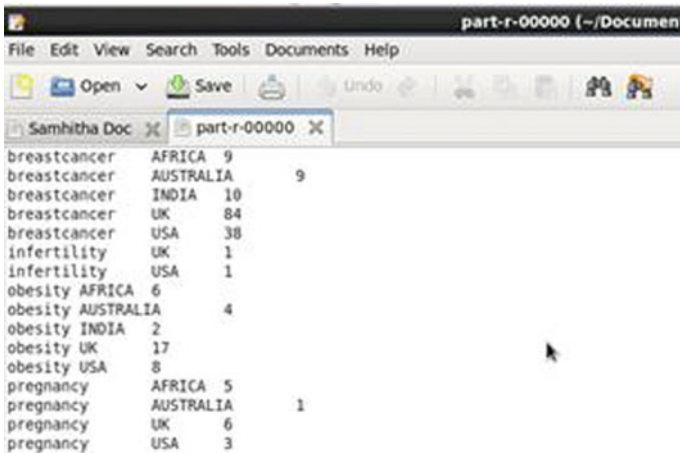 part-r-00000 (~/Documen
File Edit View Search Tools Documents Help
Open Save Undo
Samhitha Doc part-r-00000
breastcancer AFRICA 9
breastcancer AUSTRALIA 9
breastcancer INDIA 10
breastcancer UK 84
breastcancer USA 38
infertility UK 1
infertility USA 1
obesity AFRICA 6
obesity AUSTRALIA 4
obesity INDIA 2
obesity UK 17
obesity USA 8
pregnancy AFRICA 5
pregnancy AUSTRALIA 1
pregnancy UK 6
pregnancy USA 3